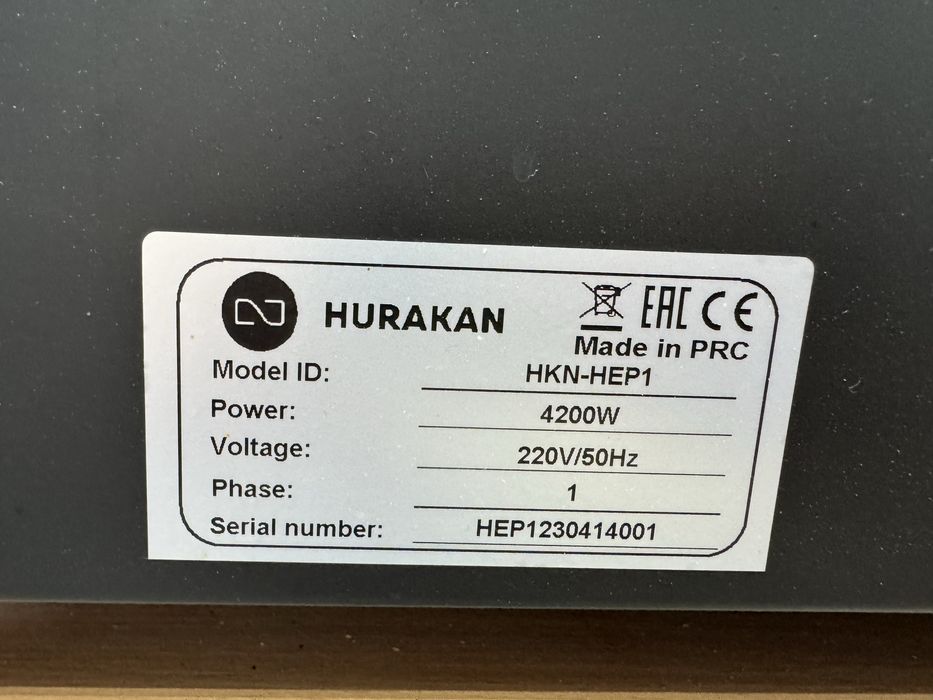 HURAKAN
EAC CE
Made in PRC
Model ID: HKN-HEP1
Power: 4200W
Voltage: 220V/50Hz
Phase: 1
Serial number: HEP1230414001